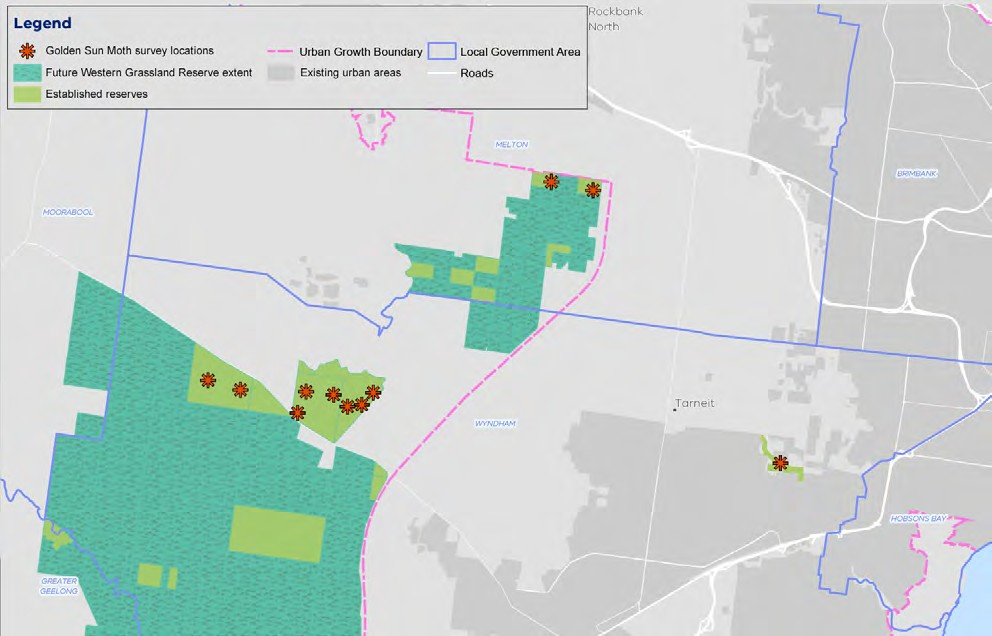 Legend
Golden Sun Moth survey locations
Future Western Grassland Reserve extent
Established reserves
Urban Growth Boundary
Existing urban areas
Local Government Area
Roads
Rockbank
North
MELTON
BRIMBANK
MOORABOOL
Tarneit
WYNDHAM
HOBSONS BAY
GREATER
GEELONG